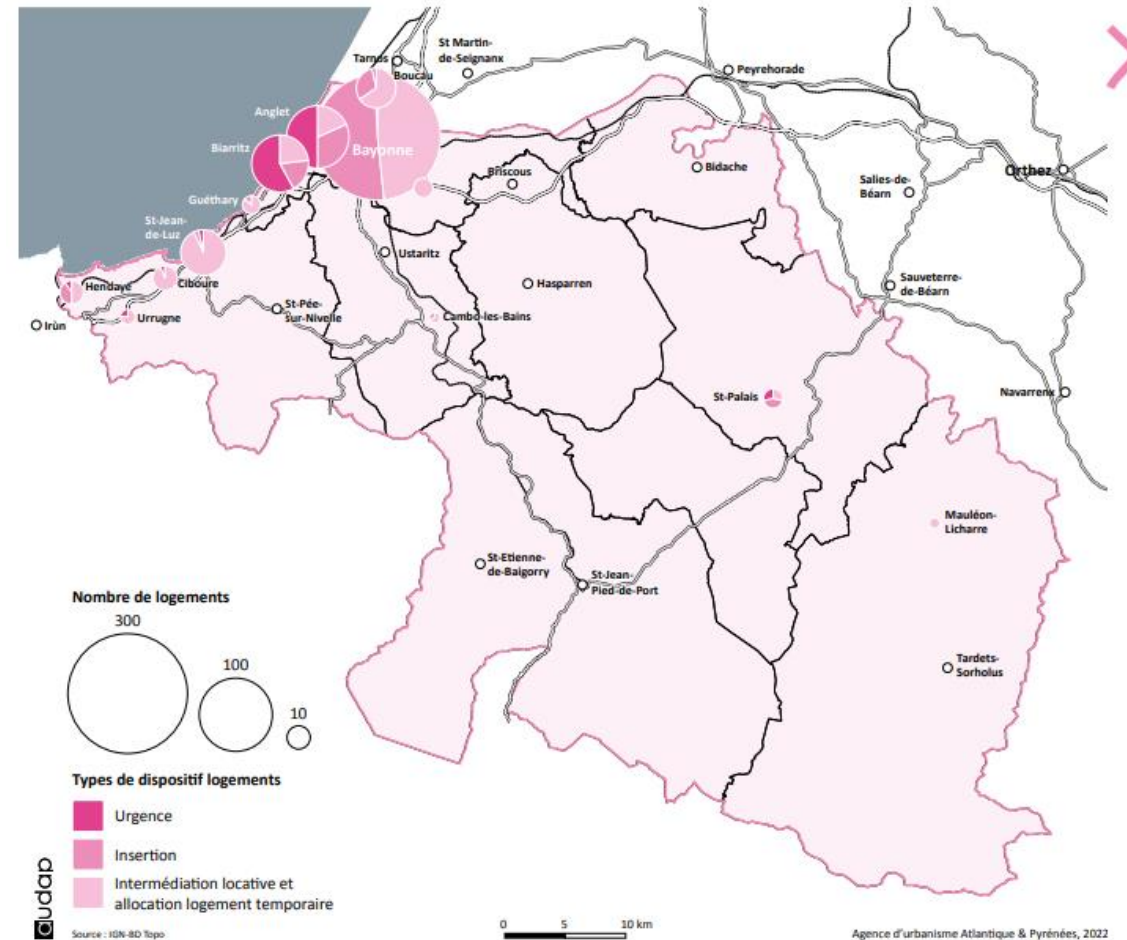 St Martin-
de-Seignanx
Tarnos
Boucau
Peyrehorade
Anglet
Bayonne
Biarritz
Briscous
Bidache
Orthez
Salies-de-
Béarn
Guéthary
St-Jean-
de-Luz
Ustaritz
Hasparren
Sauveterre-
de-Béarn
Hendaye
Ciboure
Irùn
Urrugne
St-Pée-
sur-Nivelle
Cambo-les-Bains
St-Palais
Navarrenx
Mauléon-
Licharre
St-Etienne-
de-Baigorry
St-Jean-
Pied-de-Port
Tardets-
Sorholus
Nombre de logements
300
100
10
Types de dispositif logements
Urgence
Insertion
Intermédiation locative et
allocation logement temporaire
audap
Source : IGN-BD Topo
0 5 10 km
Agence d'urbanisme Atlantique & Pyrénées, 2022